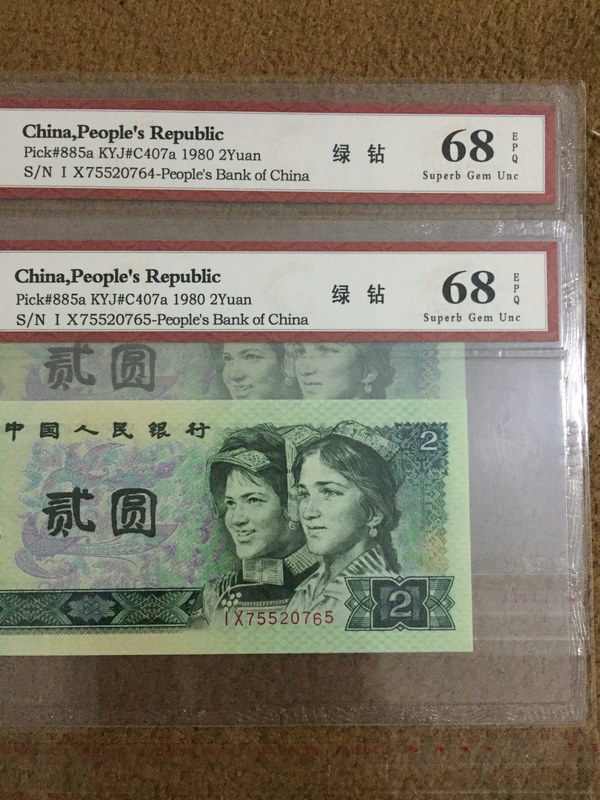 China,People's Republic
Pick#885a KYJ#C407a 1980 2Yuan
S/N I X75520764-People's Bank of China
绿 钻
68
EPQ
Superb Gem Unc
China,People's Republic
Pick#885a KYJ#C407a 1980 2Yuan
S/N I X75520765-People's Bank of China
绿 钻
68
EPQ
Superb Gem Unc
贰圆
中国人民银行
2
贰圆
IX75520765
2